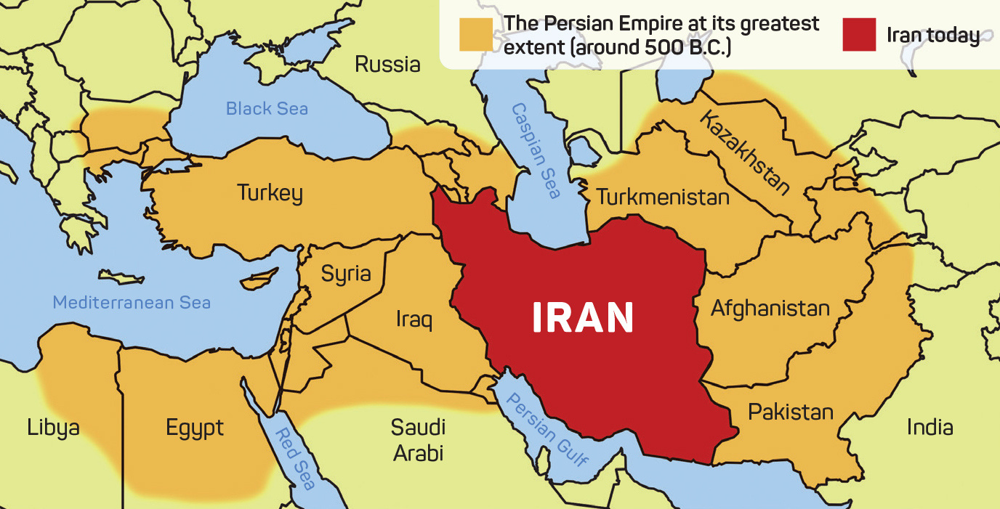 The Persian Empire at its greatest
extent (around 500 B.C.)
Iran today
Russia
Black Sea
Caspian Sea
Kazakhstan
Turkey
Turkmenistan
Syria
Mediterranean Sea
Iraq
IRAN
Afghanistan
Libya
Egypt
Red Sea
Saudi
Arabi
Persian Gulf
Pakistan
India